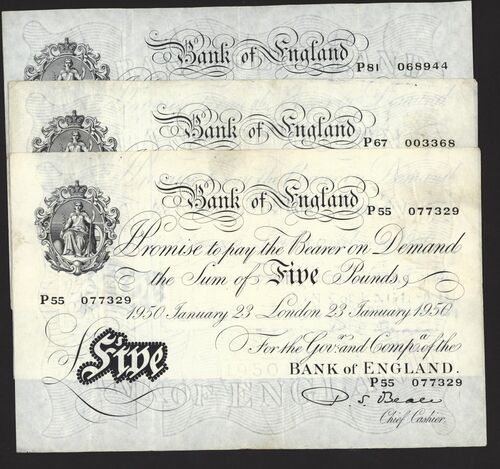 Bank of England
P81 068944
Bank of England
P67 003368
Bank of England
P55 077329
I Promise to pay the Bearer on Demand
the Sum of Five Pounds
P55 077329
1950 January 23 London 23 January 1950
For the Govr. and Compa. of the
BANK OF ENGLAND.
£Five
P55 077329
P. S. Beale
Chief Cashier.